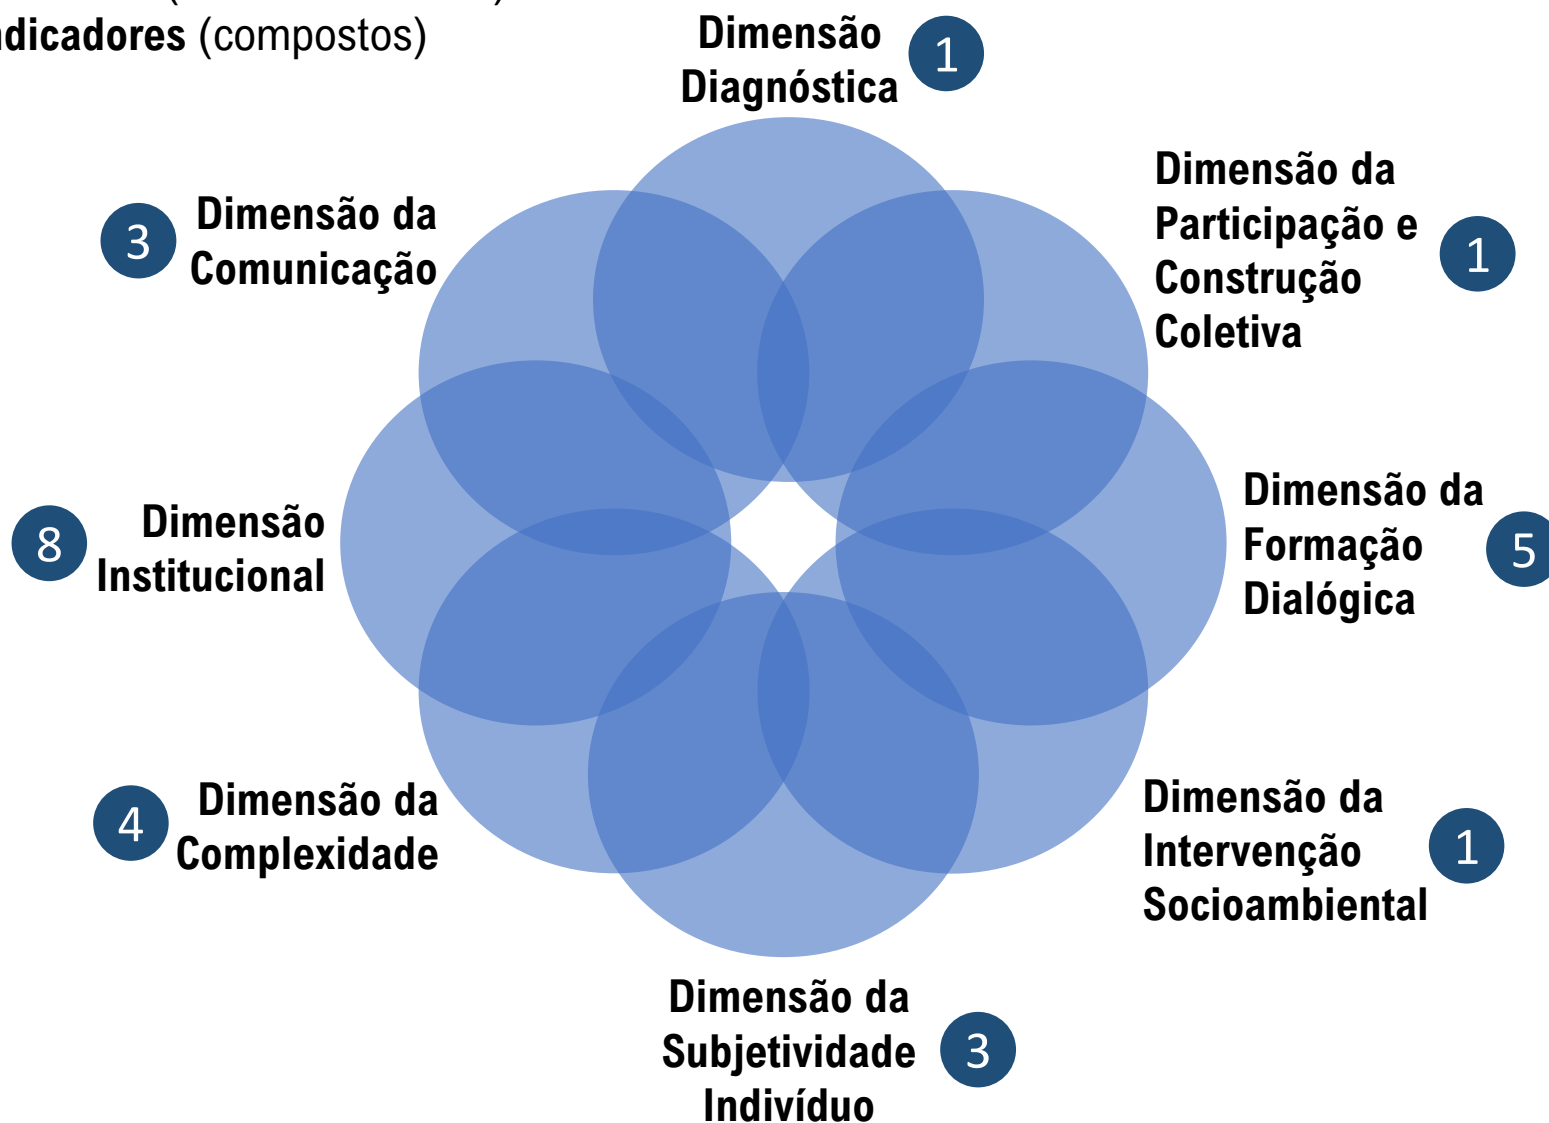 ndicadores (compostos)
Dimensão
Diagnóstica
1
Dimensão da
Participação e
Construção
Coletiva
1
Dimensão da
Comunicação
3
Dimensão da
Formação
Dialógica
5
Dimensão
Institucional
8
Dimensão da
Intervenção
Socioambiental
1
Dimensão da
Complexidade
4
Dimensão da
Subjetividade
Indivíduo
3